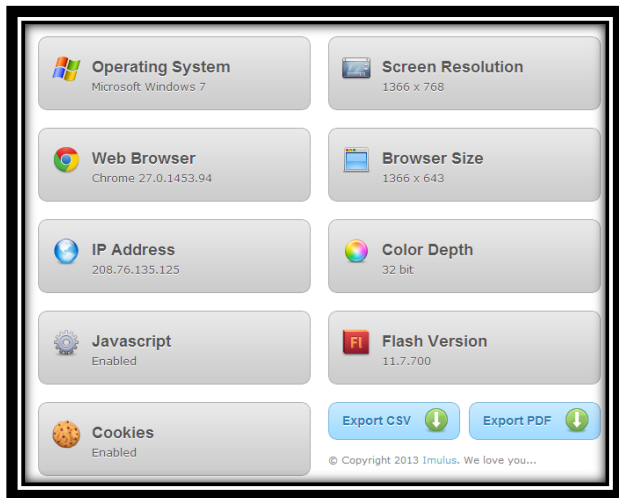 Operating System
Microsoft Windows 7
Screen Resolution
1366 x 768
Web Browser
Chrome 27.0.1453.94
Browser Size
1366 x 643
IP Address
208.76.135.125
Color Depth
32 bit
Javascript
Enabled
FI
Flash Version
11.7.700
Cookies
Enabled
Export CSV
Export PDF
© Copyright 2013 Imulus. We love you...